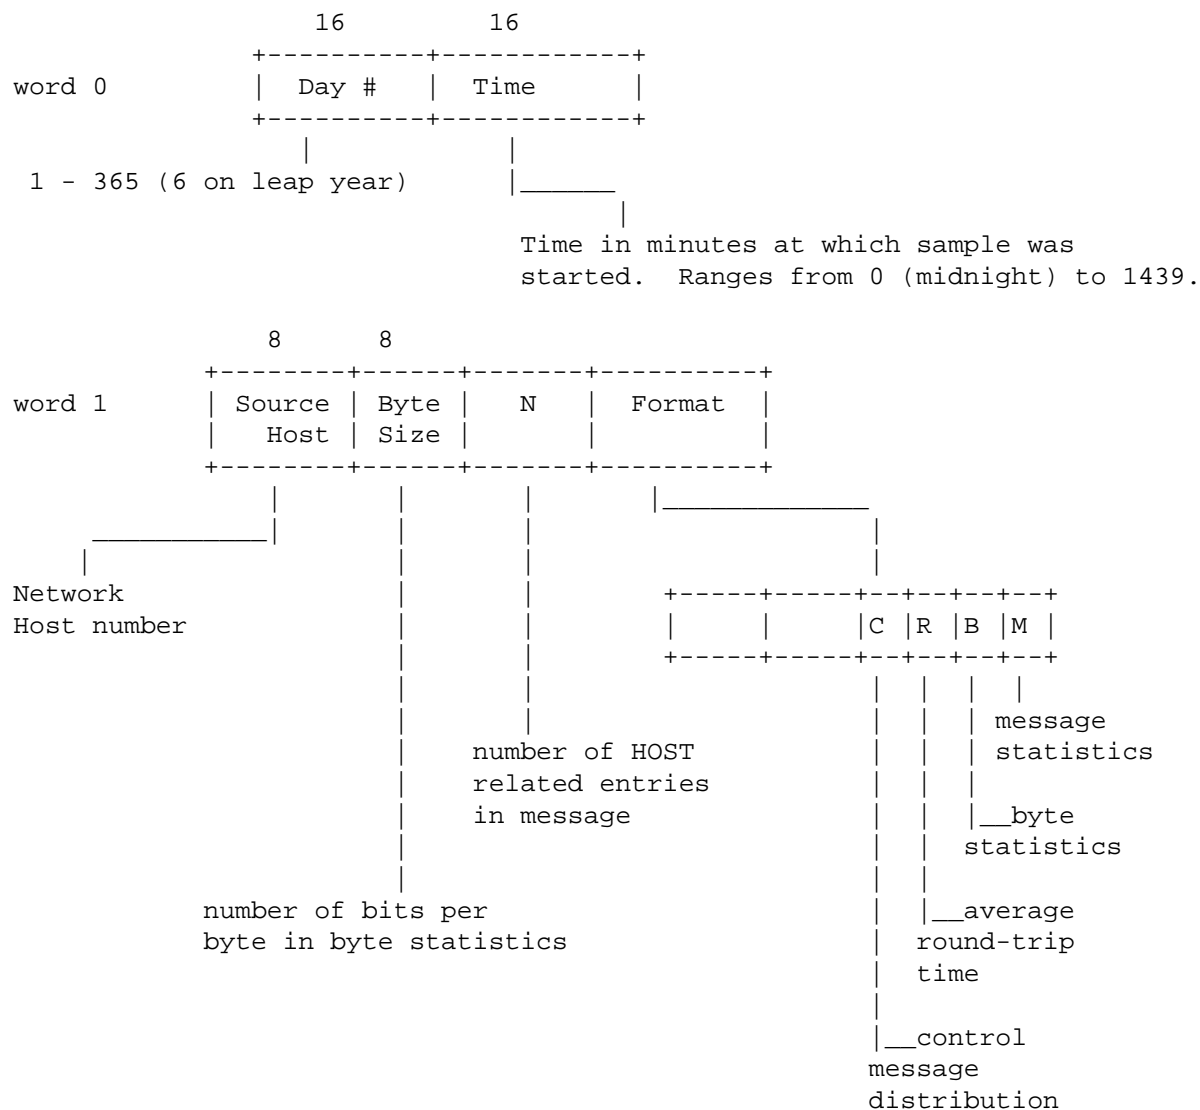 16 16
word 0 | Day # | Time |
1 - 365 (6 on leap year)
Time in minutes at which sample was
started. Ranges from 0 (midnight) to 1439.
8 8
word 1 | Source | Byte | N | Format |
| Host | Size | | |
Network
Host number
|C |R |B |M |
message
statistics
number of HOST
related entries
in message
|__byte
statistics
number of bits per
byte in byte statistics
|__average
round-trip
time
|__control
message
distribution